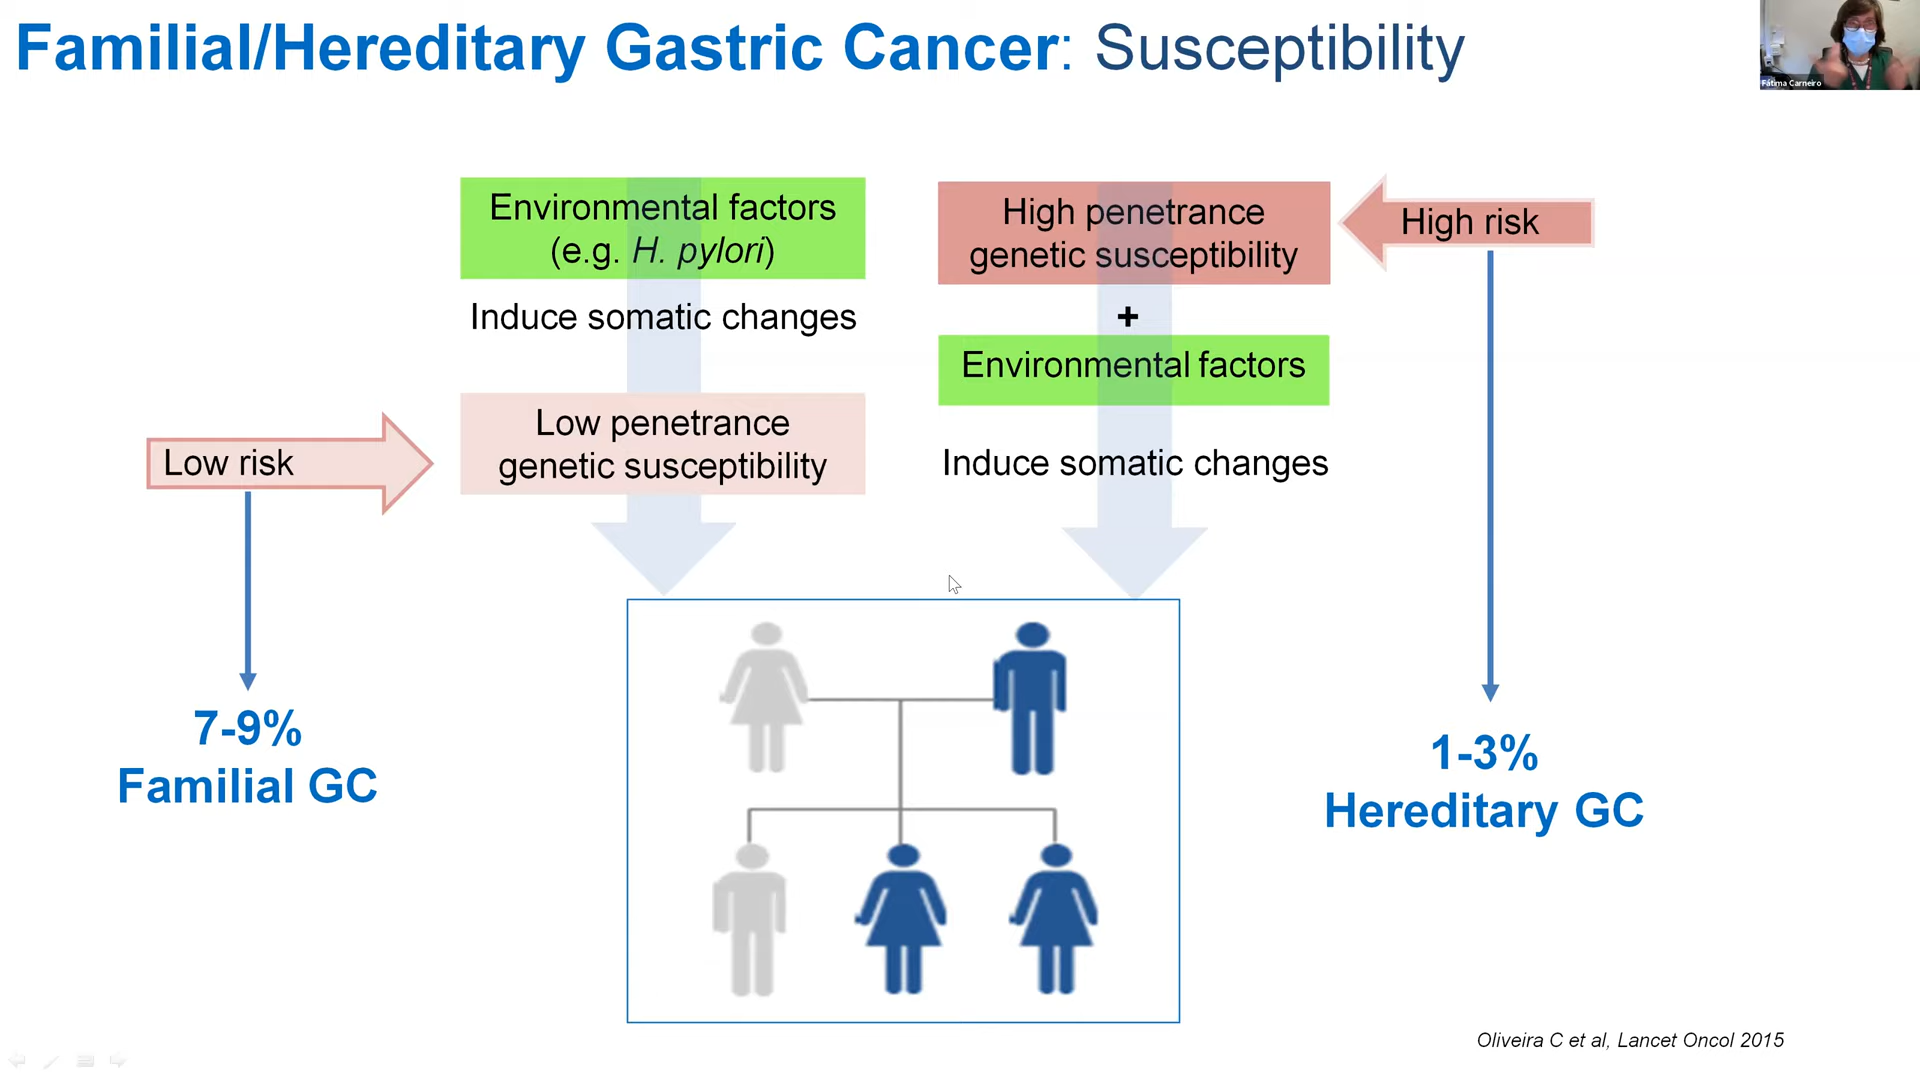 Familial/Hereditary Gastric Cancer: Susceptibility
Fátima Carneiro
Environmental factors
(e.g. H. pylori)
Induce somatic changes
Low penetrance
genetic susceptibility
Low risk
7-9%
Familial GC
High penetrance
genetic susceptibility
+
Environmental factors
Induce somatic changes
High risk
1-3%
Hereditary GC
Oliveira C et al, Lancet Oncol 2015